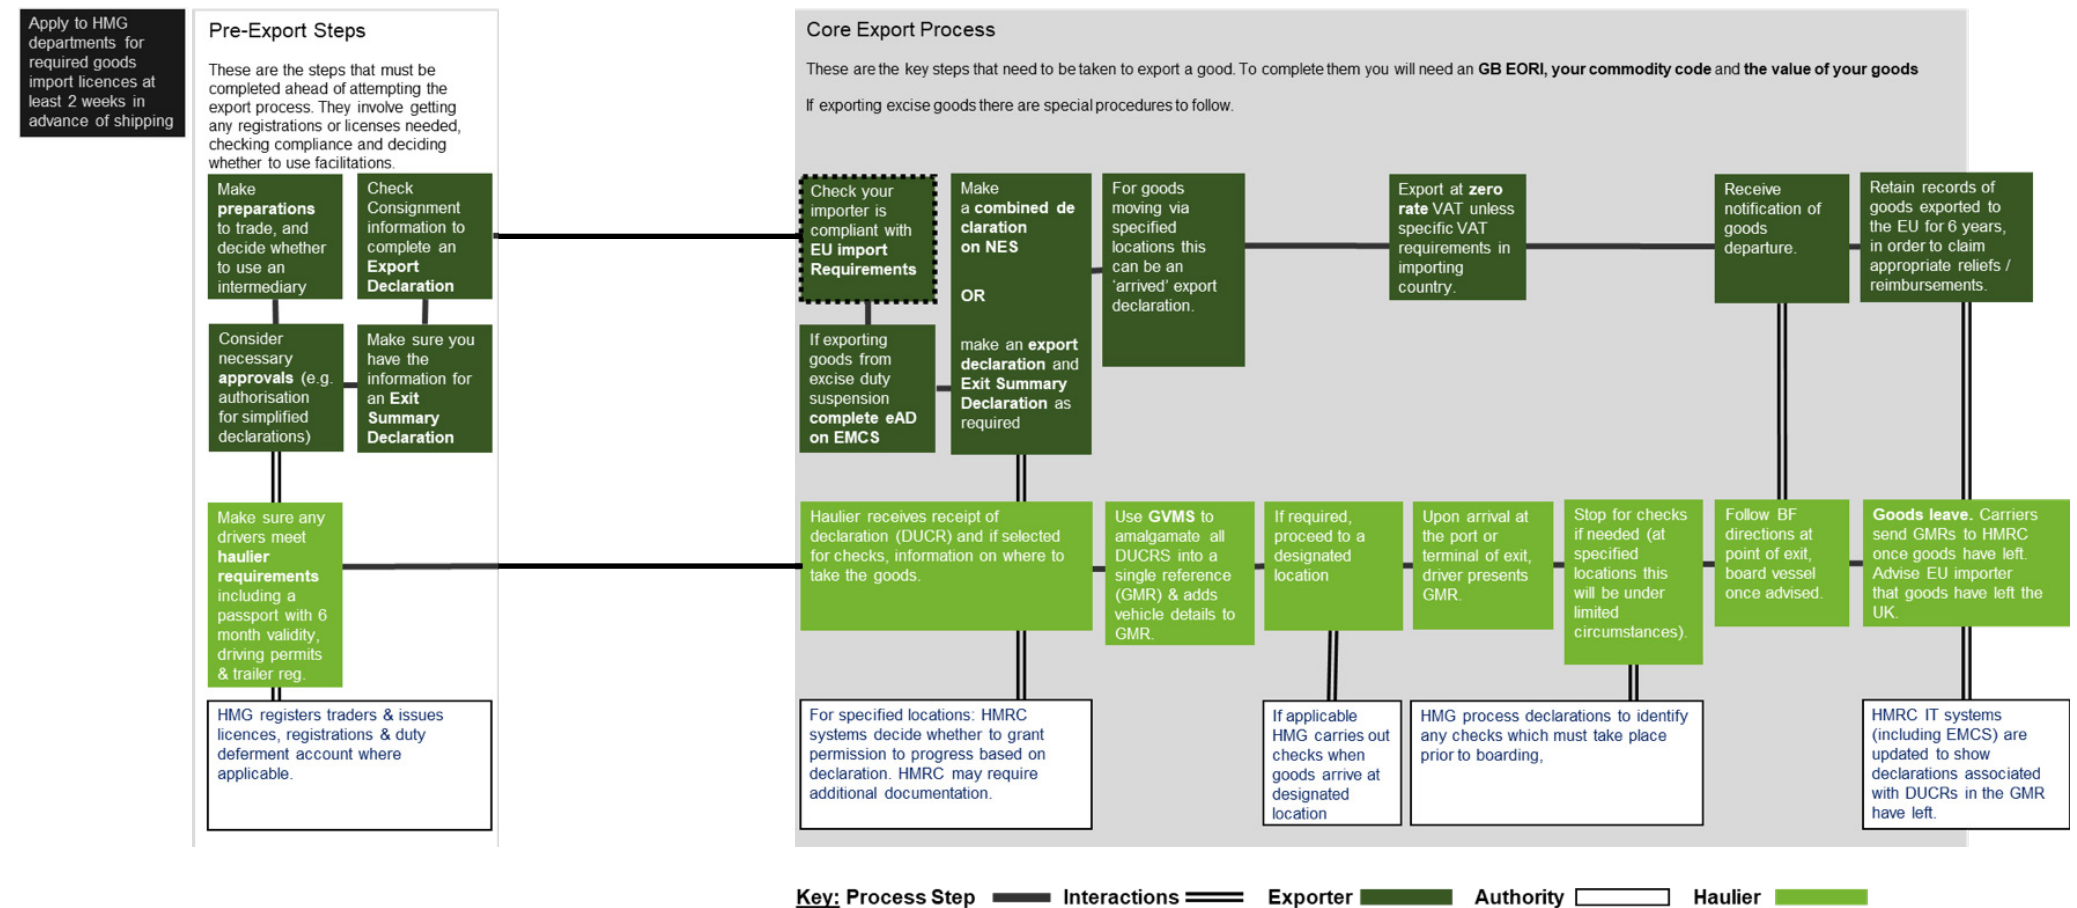 Apply to HMG
departments for
required goods
import licences at
least 2 weeks in
advance of shipping
Pre-Export Steps
These are the steps that must be
completed ahead of attempting the
export process. They involve getting
any registrations or licenses needed,
checking compliance and deciding
whether to use facilitations.
Make
preparations
to trade, and
decide whether
to use an
intermediary
Check
Consignment
information to
complete an
Export
Declaration
Consider
necessary
approvals (e.g.
authorisation
for simplified
declarations)
Make sure you
have the
information for
an Exit
Summary
Declaration
Make sure any
drivers meet
haulier
requirements
including a
passport with 6
month validity,
driving permits
& trailer reg.
HMG registers traders & issues
licences, registrations & duty
deferment account where
applicable.
Core Export Process
These are the key steps that need to be taken to export a good. To complete them you will need an GB EORI, your commodity code and the value of your goods
If exporting excise goods there are special procedures to follow.
Check your
importer is
compliant with
EU import
Requirements
If exporting
goods from
excise duty
suspension
complete eAD
on EMCS
Make
a combined de
claration
on NES
OR
make an export
declaration and
Exit Summary
Declaration as
required
For goods
moving via
specified
locations this
can be an
‘arrived’ export
declaration.
Export at zero
rate VAT unless
specific VAT
requirements in
importing
country.
Receive
notification of
goods
departure.
Retain records of
goods exported to
the EU for 6 years,
in order to claim
appropriate reliefs /
reimbursements.
Haulier receives receipt of
declaration (DUCR) and if selected
for checks, information on where to
take the goods.
Use GVMS to
amalgamate all
DUCRS into a
single reference
(GMR) & adds
vehicle details to
GMR.
If required,
proceed to a
designated
location
Upon arrival at
the port or
terminal of exit,
driver presents
GMR.
Stop for checks
if needed (at
specified
locations this
will be under
limited
circumstances).
Follow BF
directions at
point of exit,
board vessel
once advised.
Goods leave. Carriers
send GMRs to HMRC
once goods have left.
Advise EU importer
that goods have left the
UK.
For specified locations: HMRC
systems decide whether to grant
permission to progress based on
declaration. HMRC may require
additional documentation.
If applicable
HMG carries out
checks when
goods arrive at
designated
location
HMG process declarations to identify
any checks which must take place
prior to boarding,
HMRC IT systems
(including EMCS) are
updated to show
declarations associated
with DUCRs in the GMR
have left.
Key: Process Step Interactions Exporter Authority Haulier